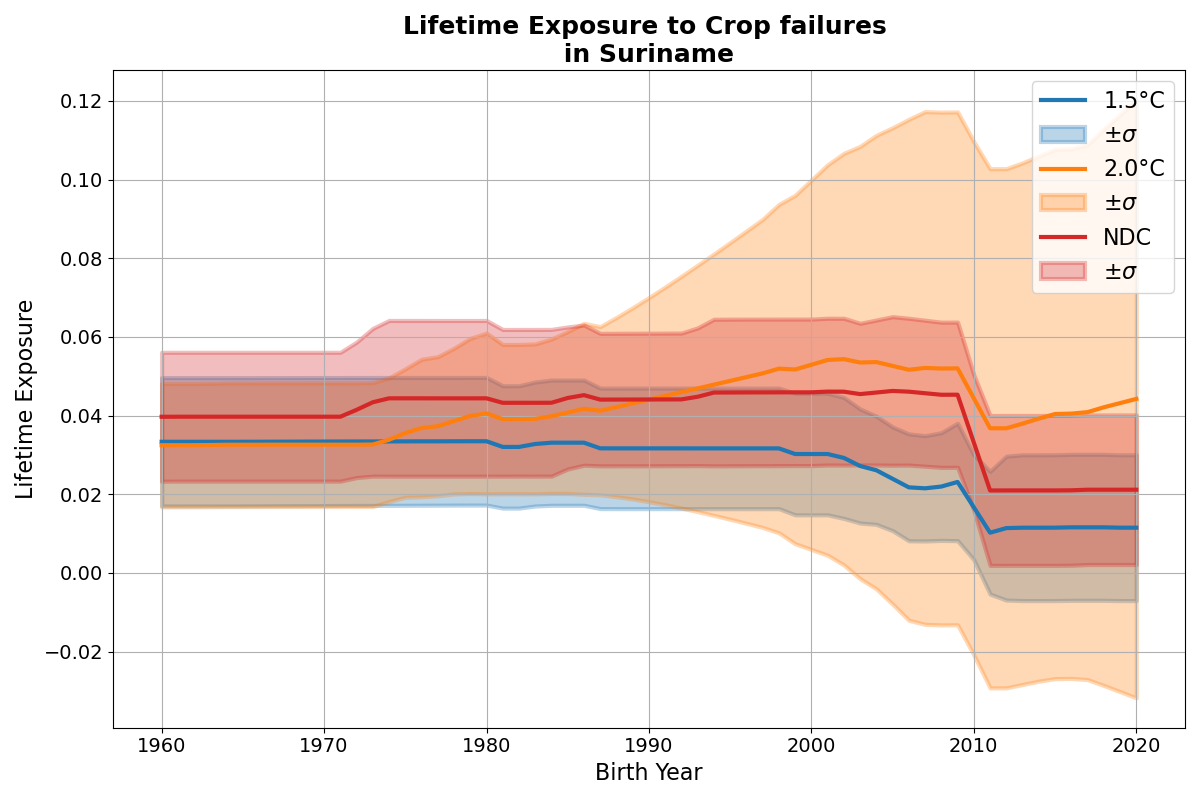 Lifetime Exposure to Crop failures
in Suriname
0.12
0.10
0.08
0.06
0.04
0.02
0.00
−0.02
Lifetime Exposure
1960
1970
1980
1990
2000
2010
2020
Birth Year
1.5°C
±σ
2.0°C
±σ
NDC
±σ